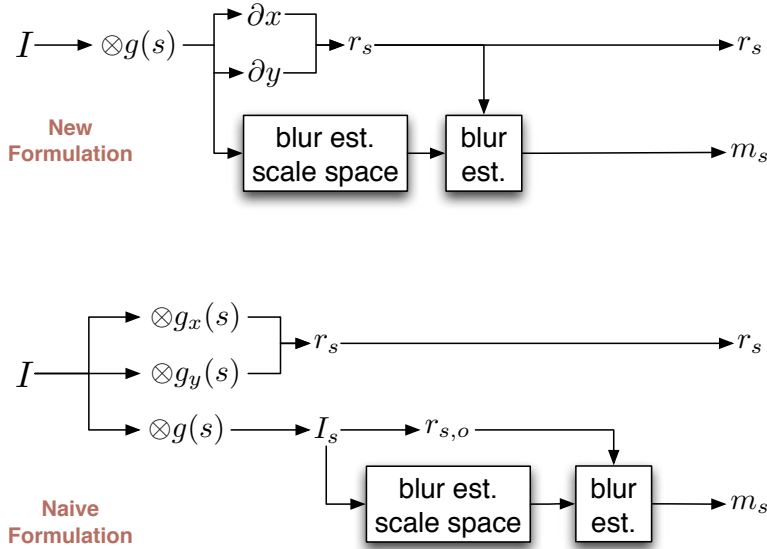 ∂x
I ⊗g(s) r_s r_s
∂y
New
Formulation
blur est.
scale space
blur
est.
m_s
⊗g_x(s)
r_s r_s
I ⊗g_y(s)
⊗g(s) I_s r_{s,o}
Naive
Formulation
blur est.
scale space
blur
est.
m_s